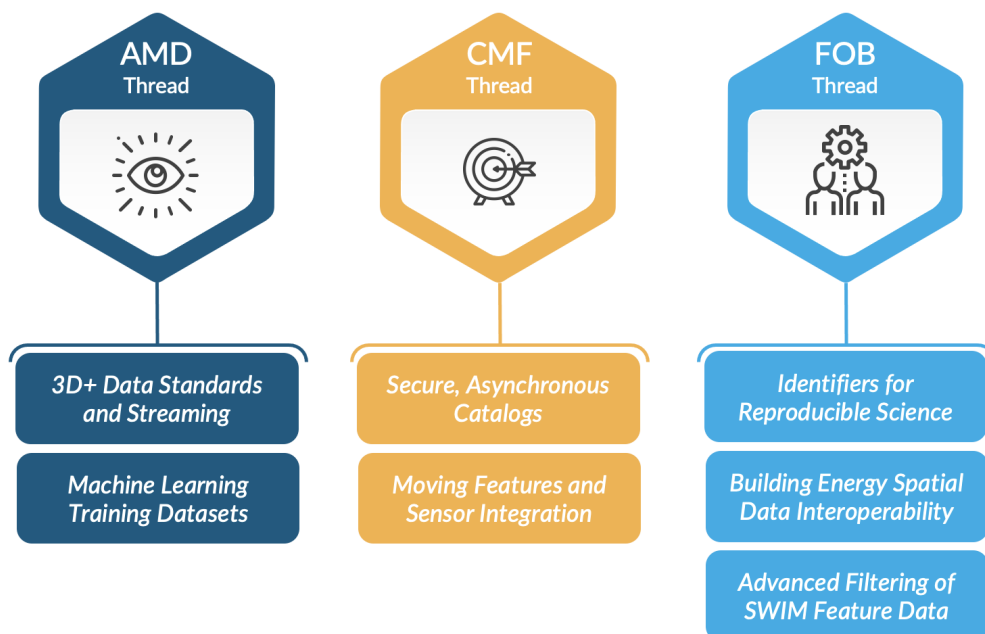 AMD
Thread
3D+ Data Standards
and Streaming
Machine Learning
Training Datasets
CMF
Thread
Secure, Asynchronous
Catalogs
Moving Features and
Sensor Integration
FOB
Thread
Identifiers for
Reproducible Science
Building Energy Spatial
Data Interoperability
Advanced Filtering of
SWIM Feature Data